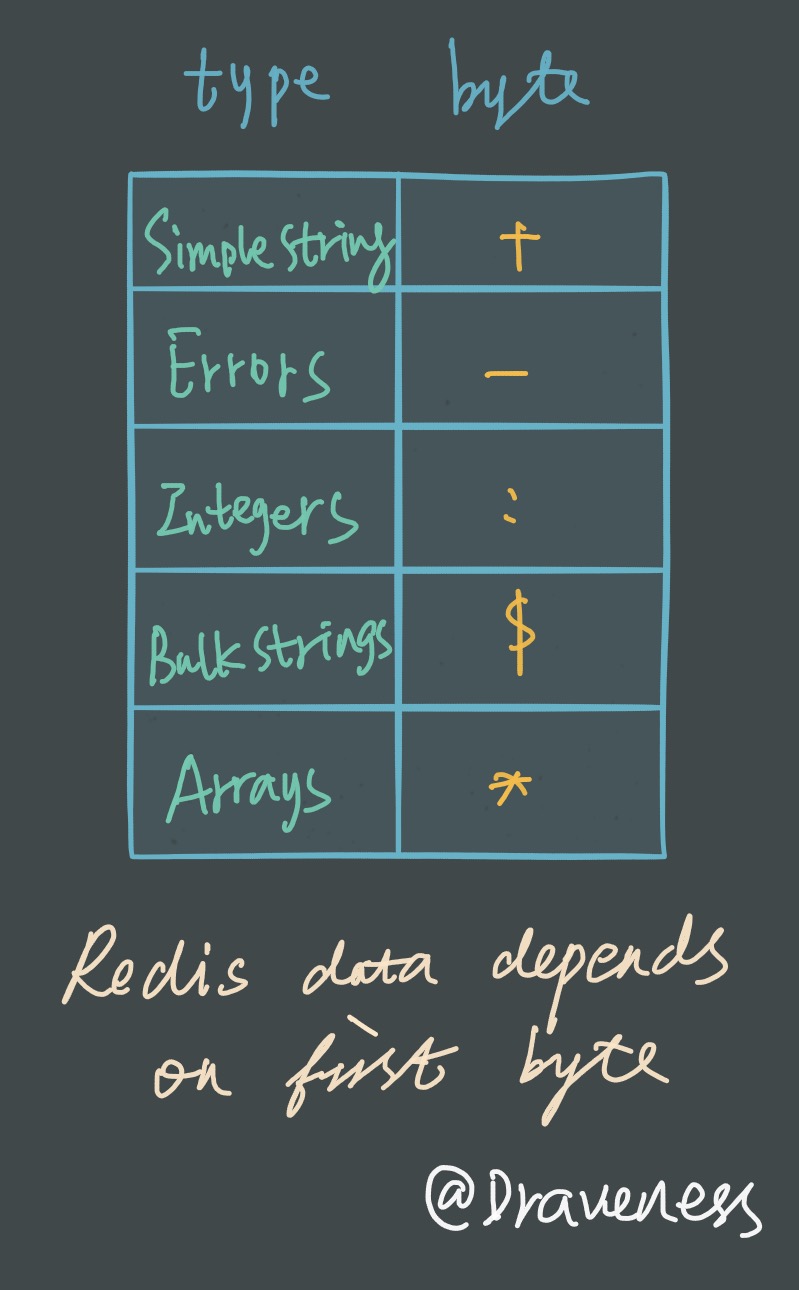 type byte
Simple string +
Errors -
Integers :
Bulk strings $
Arrays *
Redis data depends
on first byte
@Draveness